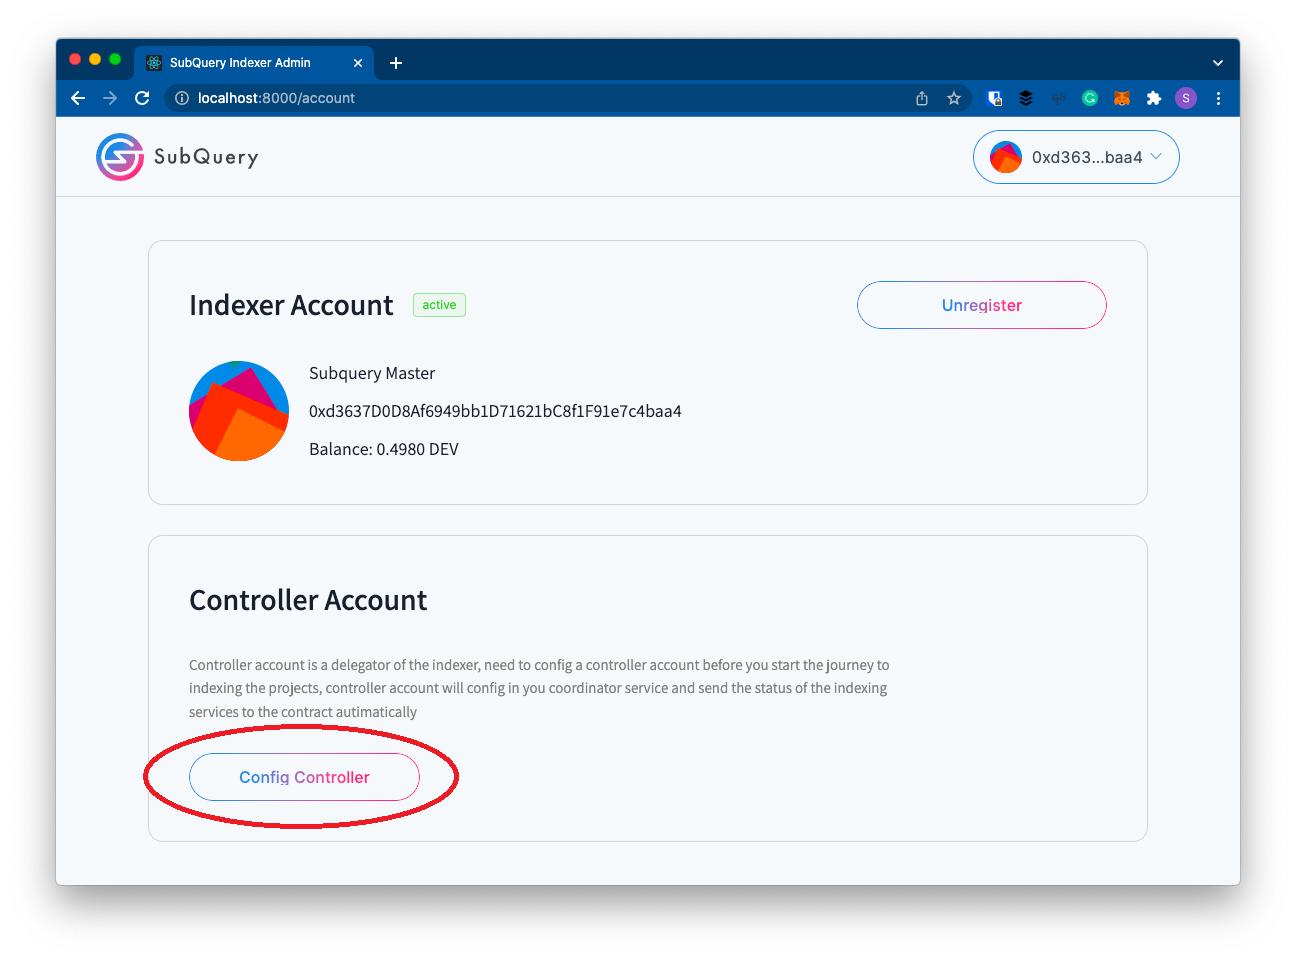 SubQuery Indexer Admin
localhost:8000/account
S
SubQuery
0xd363...baa4
Indexer Account
active
Unregister
Subquery Master
0xd3637D0D8Af6949bb1D71621bC8f1F91e7c4baa4
Balance: 0.4980 DEV
Controller Account
Controller account is a delegator of the indexer, need to config a controller account before you start the journey to
indexing the projects, controller account will config in you coordinator service and send the status of the indexing
services to the contract autimatically
Config Controller